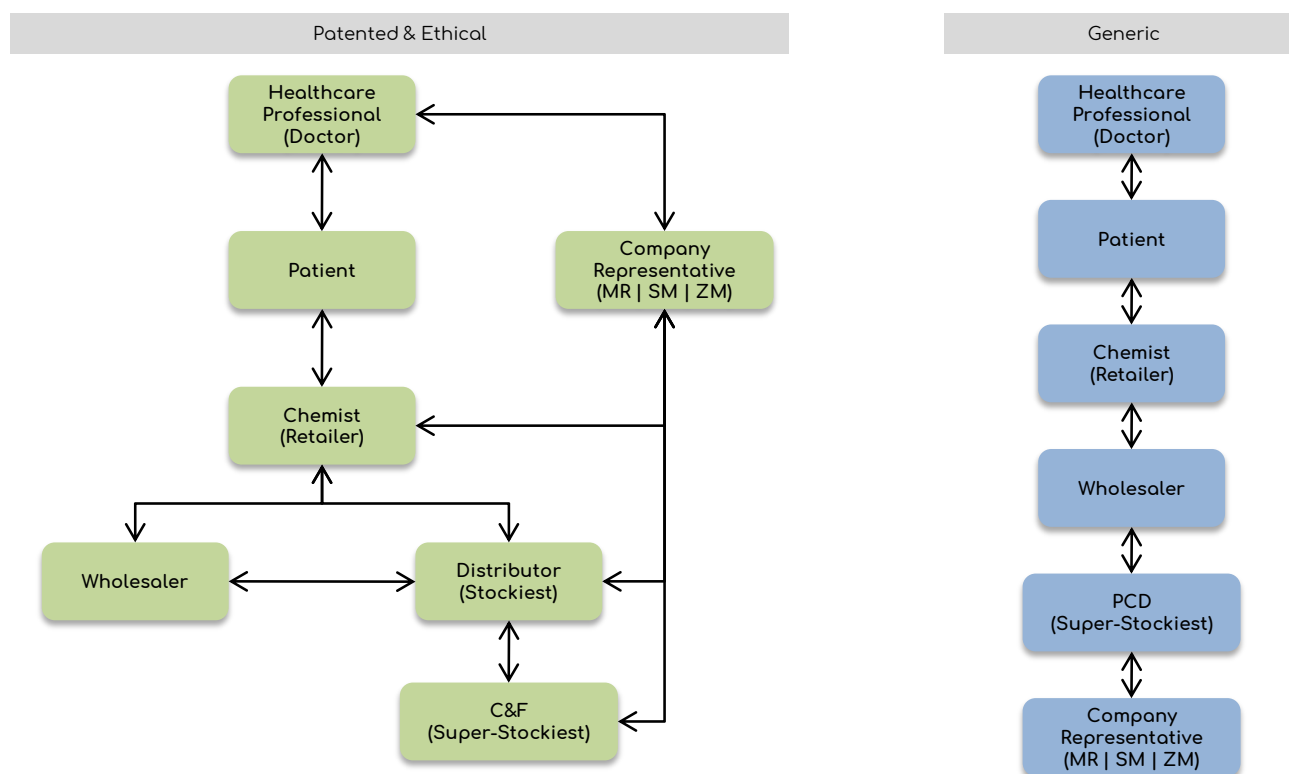 Patented & Ethical
Healthcare
Professional
(Doctor)
Patient
Company
Representative
(MR | SM | ZM)
Chemist
(Retailer)
Wholesaler
Distributor
(Stockiest)
C&F
(Super-Stockiest)
Generic
Healthcare
Professional
(Doctor)
Patient
Chemist
(Retailer)
Wholesaler
PCD
(Super-Stockiest)
Company
Representative
(MR | SM | ZM)